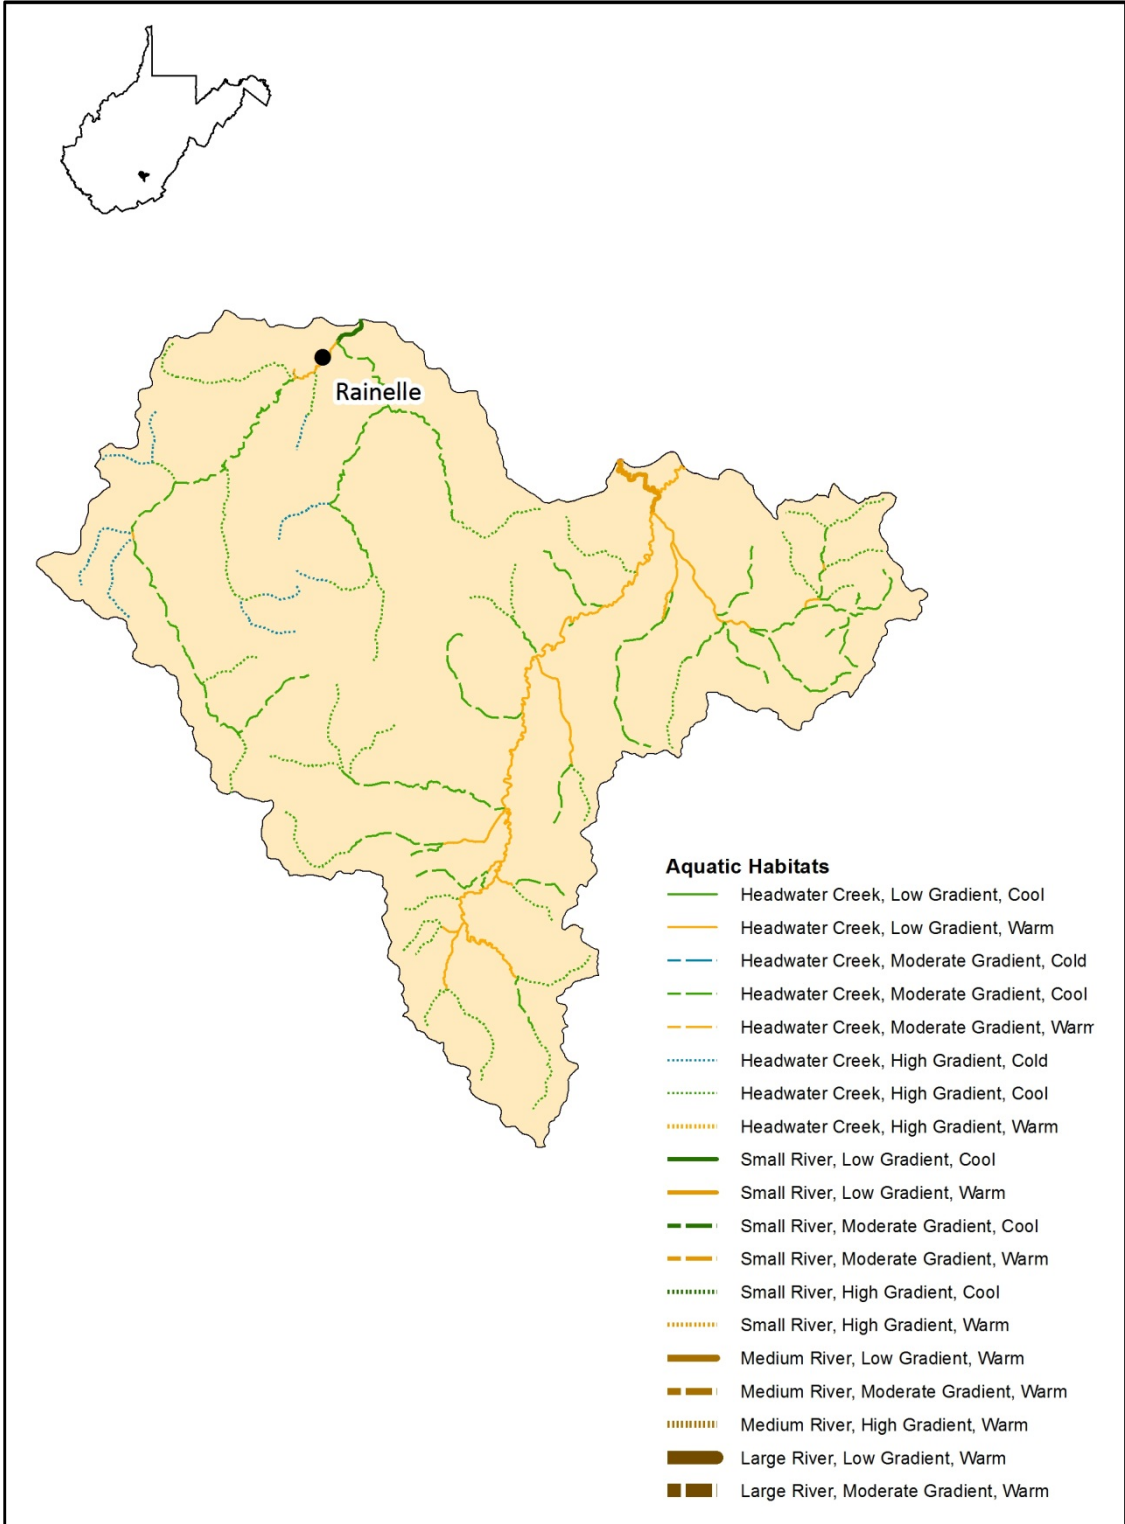 Rainelle
Aquatic Habitats
Headwater Creek, Low Gradient, Cool
Headwater Creek, Low Gradient, Warm
Headwater Creek, Moderate Gradient, Cold
Headwater Creek, Moderate Gradient, Cool
Headwater Creek, Moderate Gradient, Warm
Headwater Creek, High Gradient, Cold
Headwater Creek, High Gradient, Cool
Headwater Creek, High Gradient, Warm
Small River, Low Gradient, Cool
Small River, Low Gradient, Warm
Small River, Moderate Gradient, Cool
Small River, Moderate Gradient, Warm
Small River, High Gradient, Cool
Small River, High Gradient, Warm
Medium River, Low Gradient, Warm
Medium River, Moderate Gradient, Warm
Medium River, High Gradient, Warm
Large River, Low Gradient, Warm
Large River, Moderate Gradient, Warm